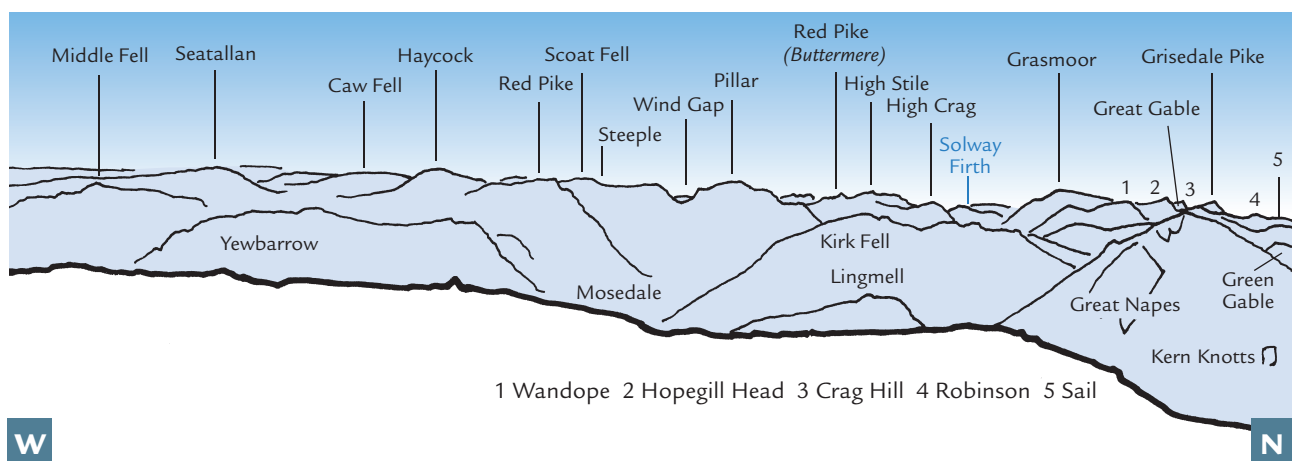 Middle Fell
Seatallan
Caw Fell
Haycock
Red Pike
Scoat Fell
Steeple
Wind Gap
Pillar
Red Pike
(Buttermere)
High Stile
High Crag
Solway
Firth
Grasmoor
Great Gable
Grisedale Pike
1
2
3
4
5
Yewbarrow
Mosedale
Kirk Fell
Lingmell
Great Napes
Green
Gable
Kern Knotts
1 Wandope 2 Hopegill Head 3 Crag Hill 4 Robinson 5 Sail
W
N